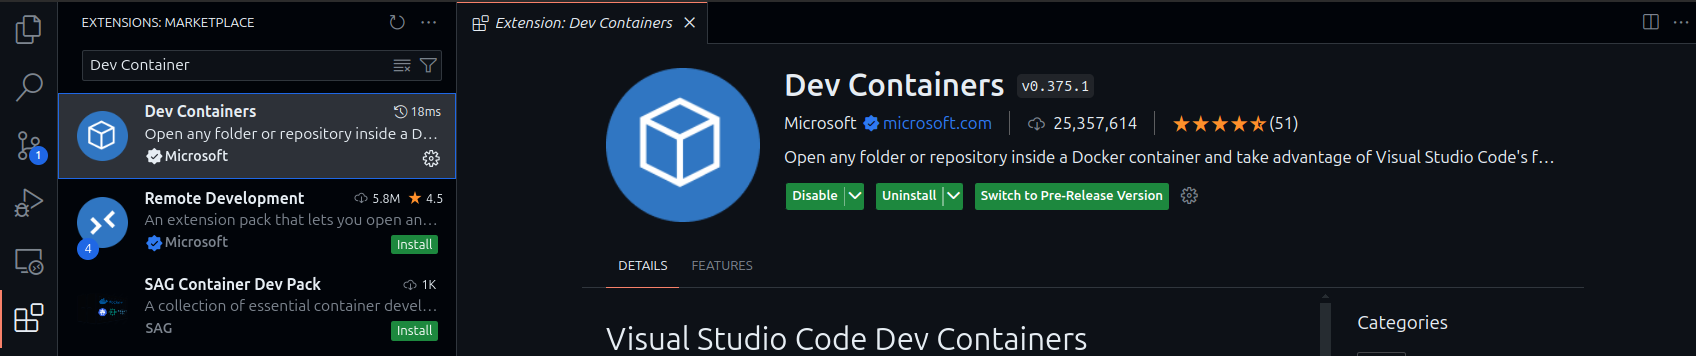 EXTENSIONS: MARKETPLACE
Dev Container
Dev Containers
18ms
Open any folder or repository inside a D...
Microsoft
Remote Development
5.8M
4.5
An extension pack that lets you open an...
4
Microsoft
Install
SAG Container Dev Pack
1K
A collection of essential container devel...
SAG
Install
1
Extension: Dev Containers
Dev Containers
v0.375.1
Microsoft
microsoft.com
25,357,614
(51)
Open any folder or repository inside a Docker container and take advantage of Visual Studio Code's f...
Disable
Uninstall
Switch to Pre-Release Version
DETAILS
FEATURES
Visual Studio Code Dev Containers
Categories